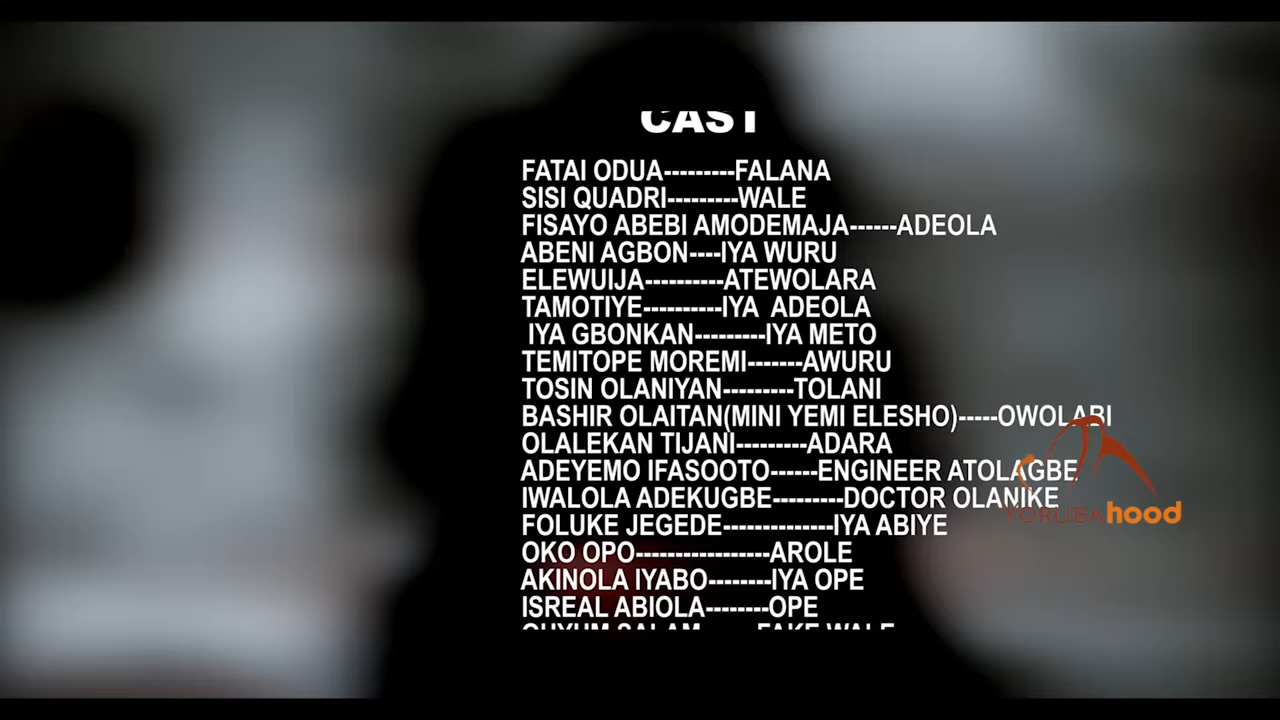 CAST
FATAI ODUA---------FALANA
SISI QUADRI---------WALE
FISAYO ABEBI AMODEMAJA------ADEOLA
ABENI AGBON----IYA WURU
ELEWUIJA----------ATEWOLARA
TAMOTIYE----------IYA  ADEOLA
IYA GBONKAN---------IYA METO
TEMITOPE MOREMI-------AWURU
TOSIN OLANIYAN---------TOLANI
BASHIR OLAITAN(MINI YEMI ELESHO)-----OWOLABI
OLALEKAN TIJANI---------ADARA
ADEYEMO IFASOOTO------ENGINEER ATOLAGBE
IWALOLA ADEKUGBE---------DOCTOR OLANIKE
YORUBAhood
FOLUKE JEGEDE--------------IYA ABIYE
OKO OPO-----------------AROLE
AKINOLA IYABO--------IYA OPE
ISREAL ABIOLA--------OPE
SALAM-------FAKE WALE